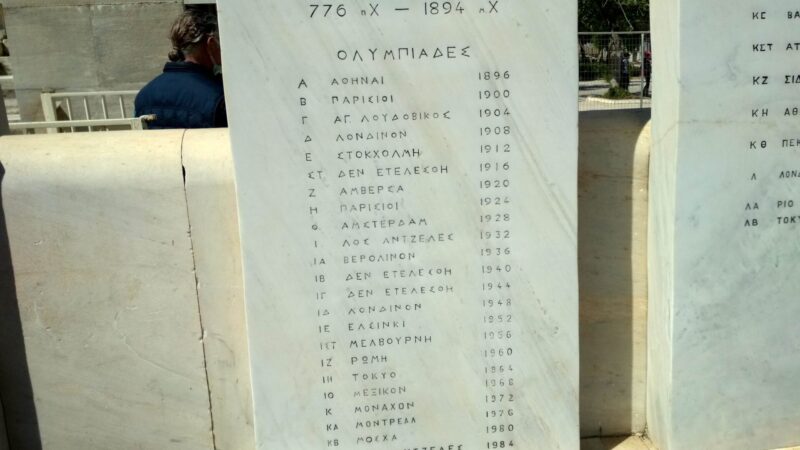 776 πΧ — 1894 μΧ
ΟΛΥΜΠΙΑΔΕΣ
Α ΑΘΗΝΑΙ 1896
Β ΠΑΡΙΣΙΟΙ 1900
Γ ΑΓ. ΛΟΥΔΟΒΙΚΟΣ 1904
Δ ΛΟΝΔΙΝΟΝ 1908
Ε ΣΤΟΚΧΟΛΜΗ 1912
ΣΤ ΔΕΝ ΕΤΕΛΕΣΘΗ 1916
Ζ ΑΜΒΕΡΣΑ 1920
Η ΠΑΡΙΣΙΟΙ 1924
Θ ΑΜΣΤΕΡΔΑΜ 1928
Ι ΛΟΣ ΑΝΤΖΕΛΕΣ 1932
ΙΑ ΒΕΡΟΛΙΝΟΝ 1936
ΙΒ ΔΕΝ ΕΤΕΛΕΣΘΗ 1940
ΙΓ ΔΕΝ ΕΤΕΛΕΣΘΗ 1944
ΙΔ ΛΟΝΔΙΝΟΝ 1948
ΙΕ ΕΛΣΙΝΚΙ 1952
ΙΣΤ ΜΕΛΒΟΥΡΝΗ 1956
ΙΖ ΡΩΜΗ 1960
ΙΗ ΤΟΚΥΟ 1964
ΙΘ ΜΕΞΙΚΟΝ 1968
Κ ΜΟΝΑΧΟΝ 1972
ΚΑ ΜΟΝΤΡΕΑΛ 1976
ΚΒ ΜΟΣΧΑ 1980
ΝΤΖΕΛΕΣ 1984
ΚΕ ΒΑ
ΚΣΤ ΑΤ
ΚΖ ΣΙΔ
ΚΗ ΑΘ
ΚΘ ΠΕΚ
Λ ΛΟΝΔ
ΛΑ ΡΙΟ
ΛΒ ΤΟΚΥ